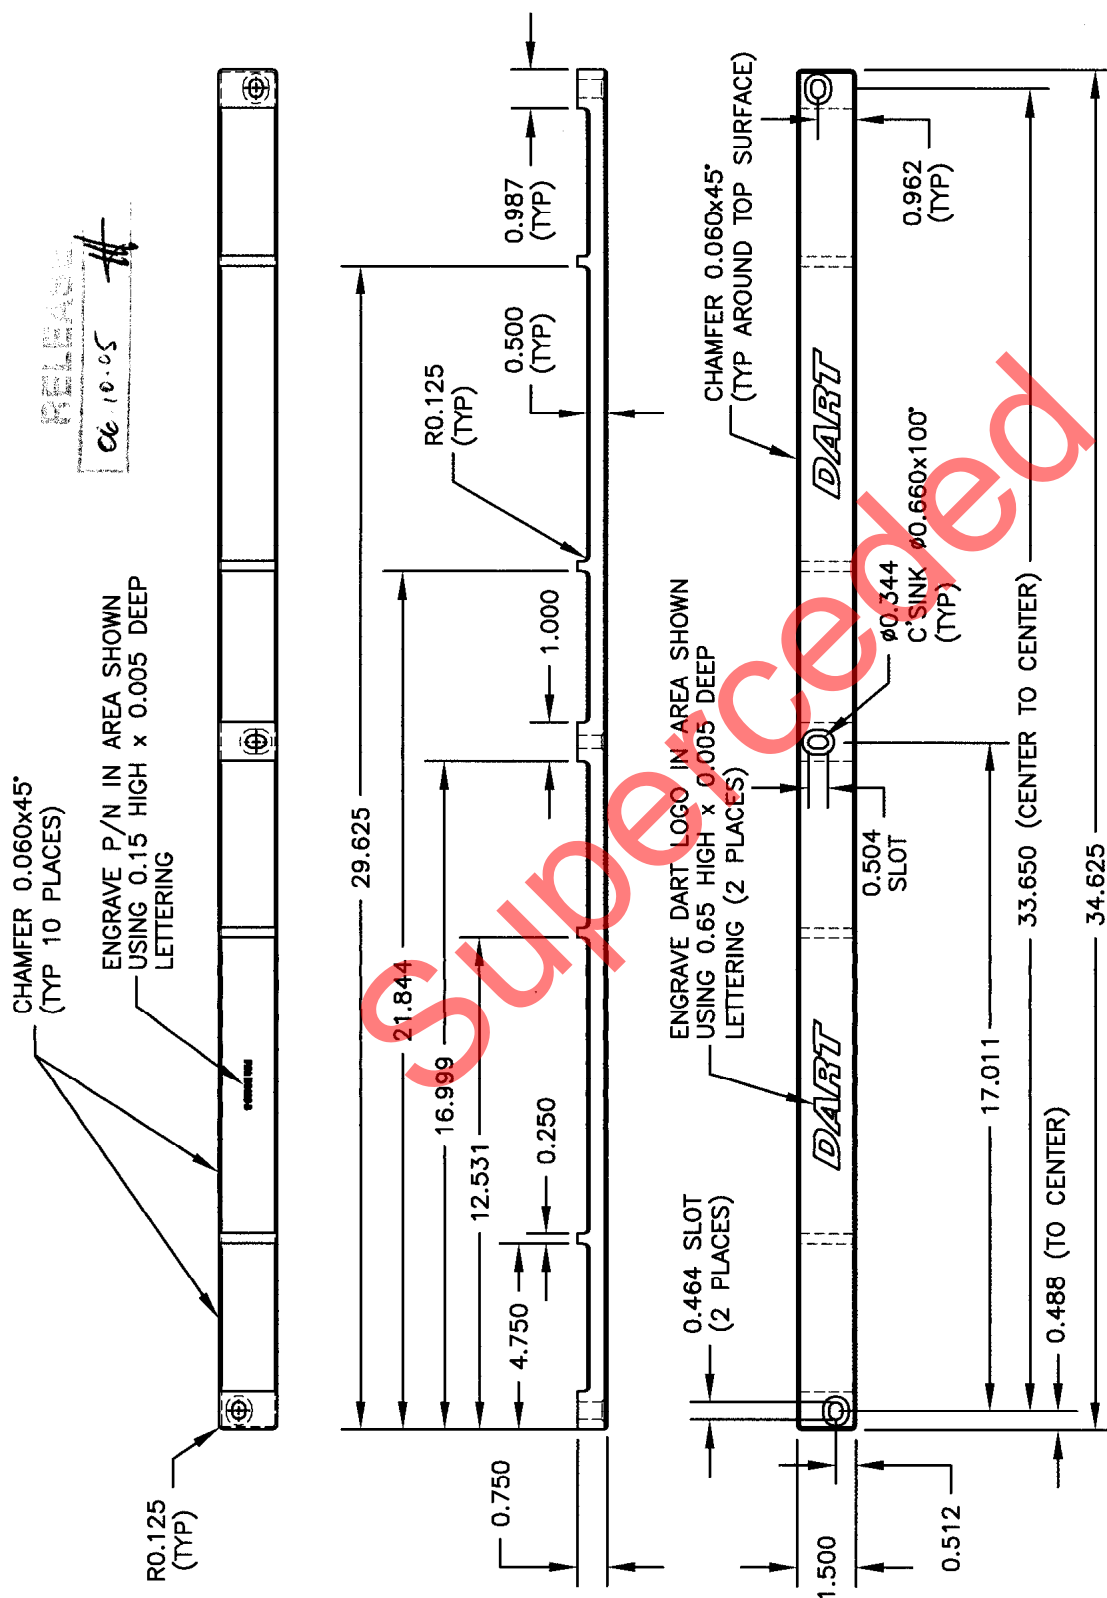 CHAMFER 0.060x45°
(TYP 10 PLACES)
ENGRAVE P/N IN AREA SHOWN
USING 0.15 HIGH x 0.005 DEEP
LETTERING
R0.125
(TYP)
10.05
29.625
21.844
16.999
12.531
4.750
0.250
1.000
R0.125
(TYP)
0.500
(TYP)
0.987
(TYP)
0.750
ENGRAVE DART LOGO IN AREA SHOWN
USING 0.65 HIGH x 0.005 DEEP
LETTERING (2 PLACES)
CHAMFER 0.060x45°
(TYP AROUND TOP SURFACE)
0.464 SLOT
(2 PLACES)
DART
DART
0.504
SLOT
ø0.344
C'SINK ø0.660x100°
(TYP)
0.962
(TYP)
0.512
1.500
17.011
33.650 (CENTER TO CENTER)
0.488 (TO CENTER)
34.625
Superceded